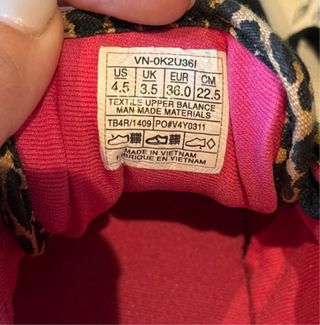 VN-0K2U36I
US UK EUR CM
4.5 3.5 36.0 22.5
TEXTILE UPPER BALANCE
MAN MADE MATERIALS
TB4R/1409 PO#V4Y0311
MADE IN VIETNAM
FABRIQUE AU VIETNAM